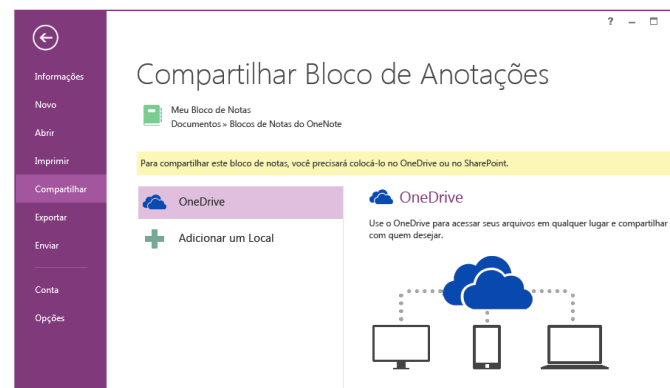 ?
Informações
Novo
Abrir
Imprimir
Compartilhar
Exportar
Enviar
Conta
Opções
Compartilhar Bloco de Anotações
Meu Bloco de Notas
Documentos » Blocos de Notas do OneNote
Para compartilhar este bloco de notas, você precisará colocá-lo no OneDrive ou no SharePoint.
OneDrive
Adicionar um Local
OneDrive
Use o OneDrive para acessar seus arquivos em qualquer lugar e compartilhar
com quem desejar.